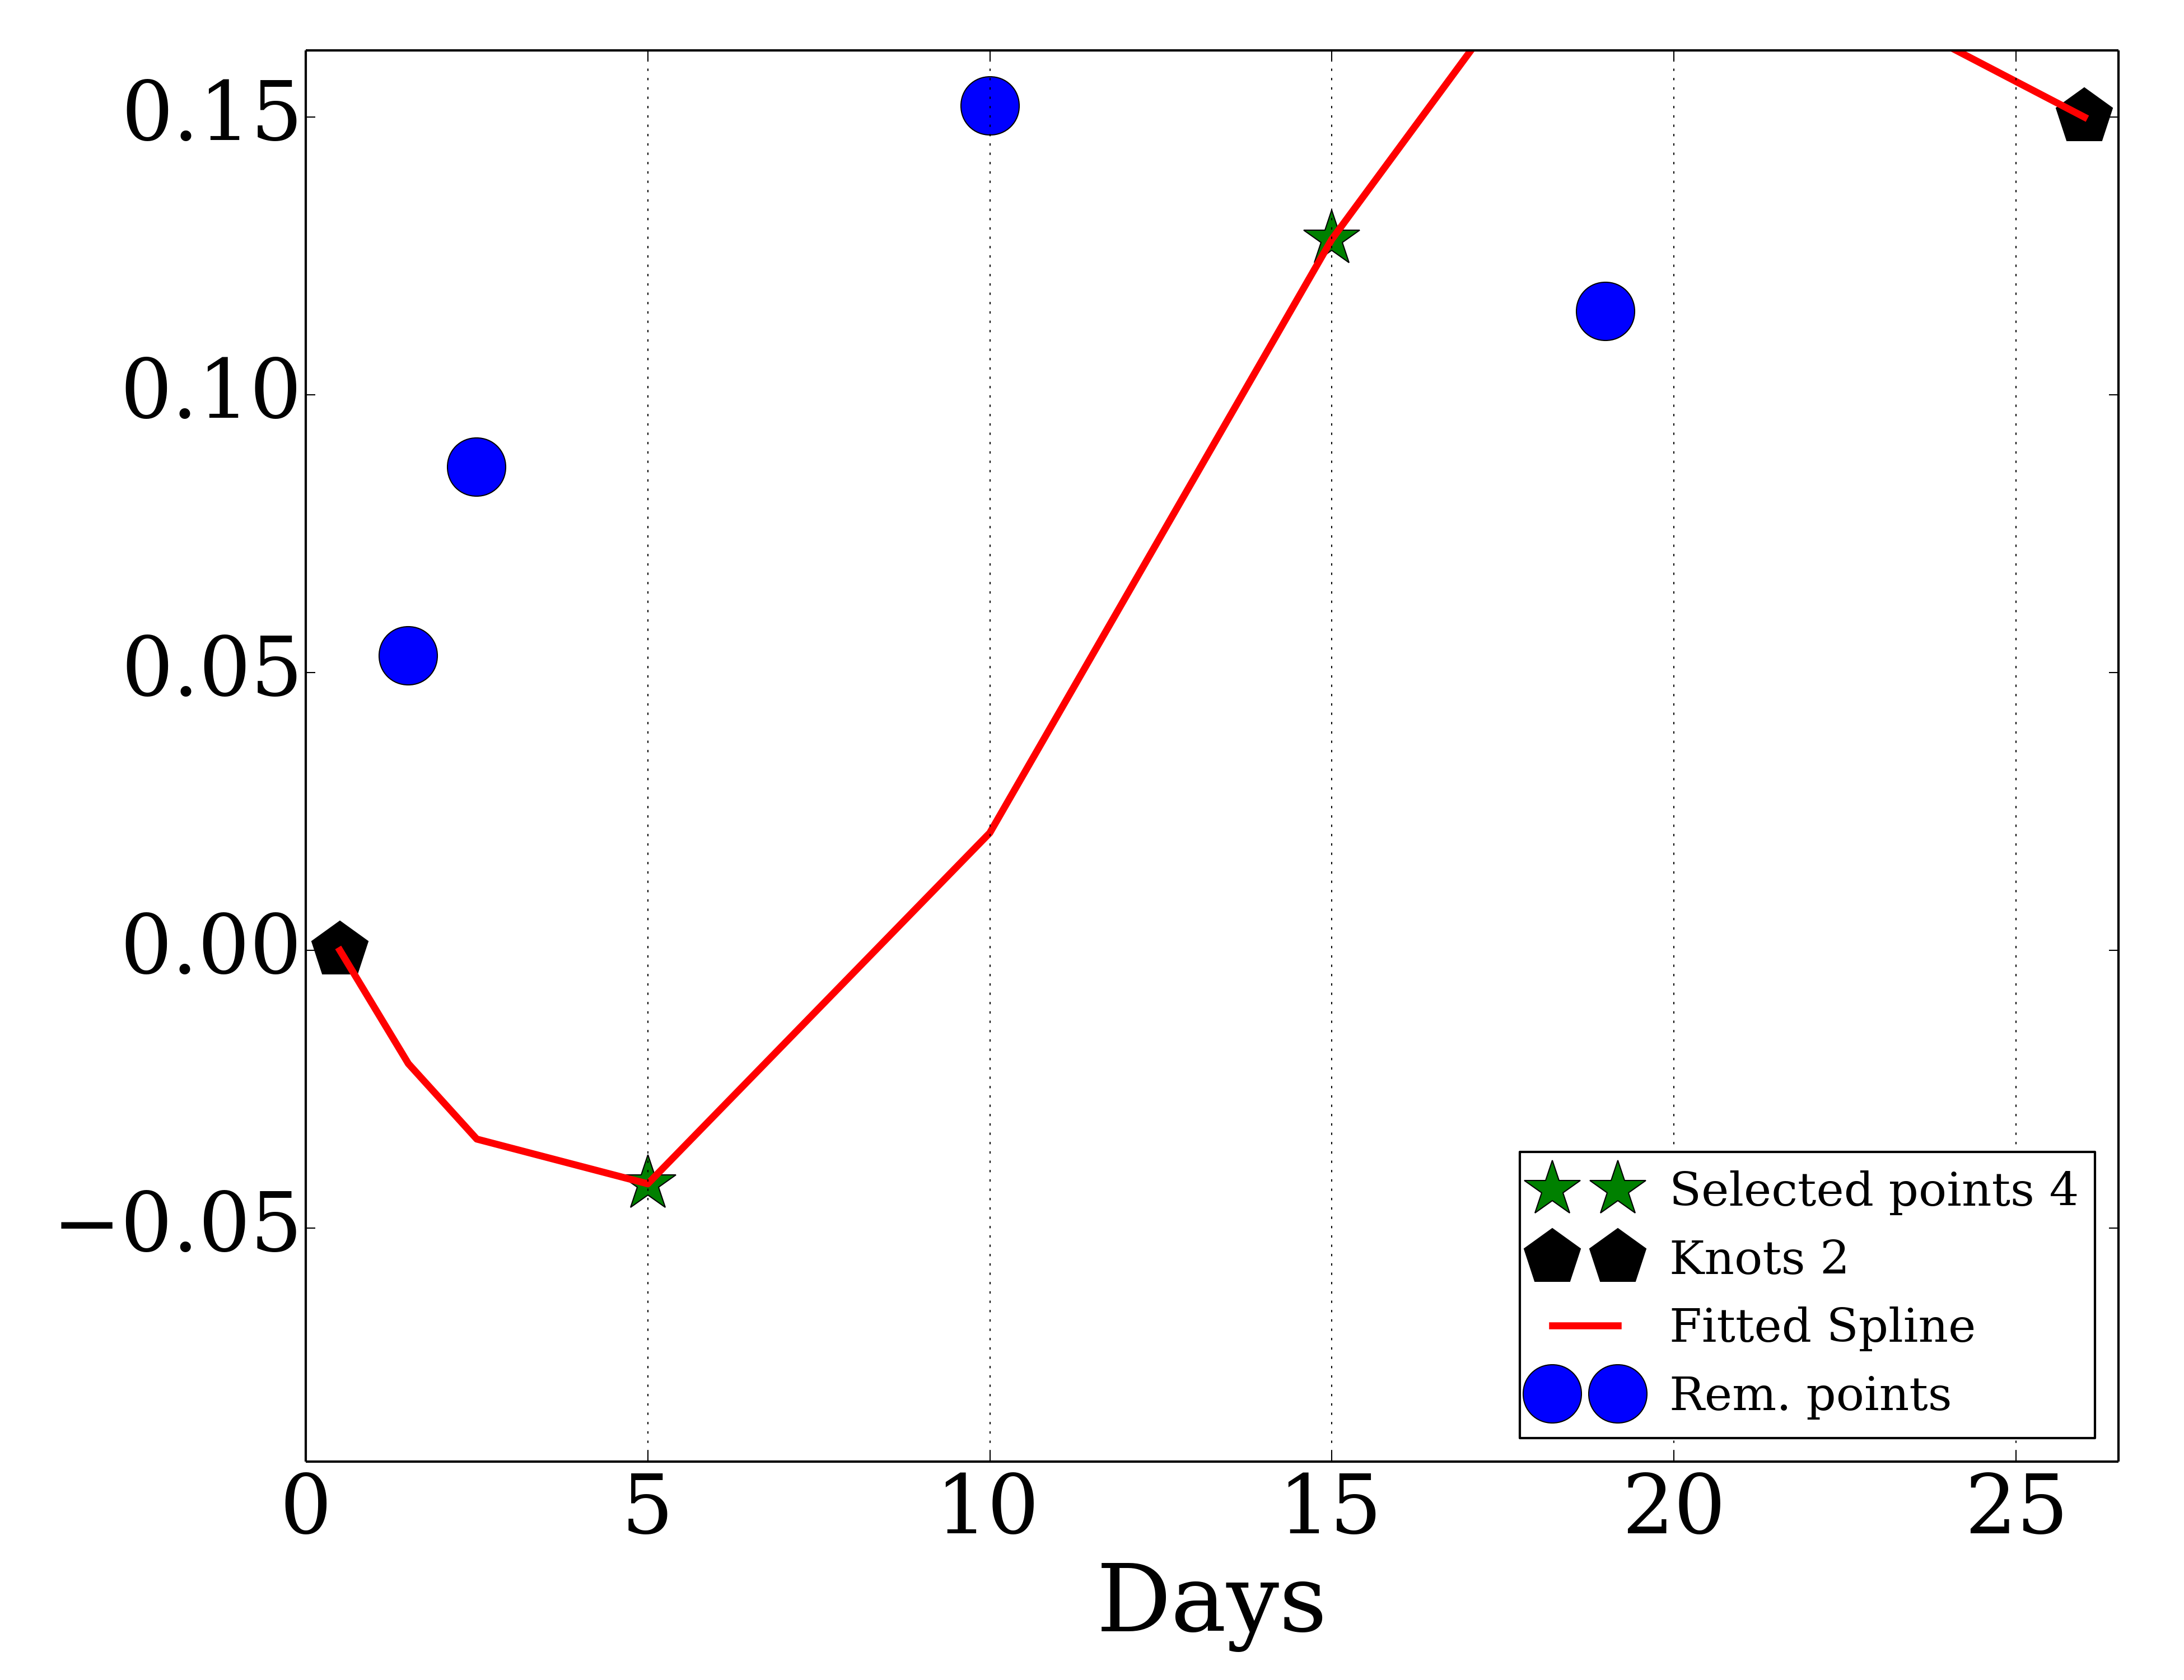 0.15
0.10
0.05
0.00
−0.05
Selected points 4
Knots 2
Fitted Spline
Rem. points
0 5 10 15 20 25
Days